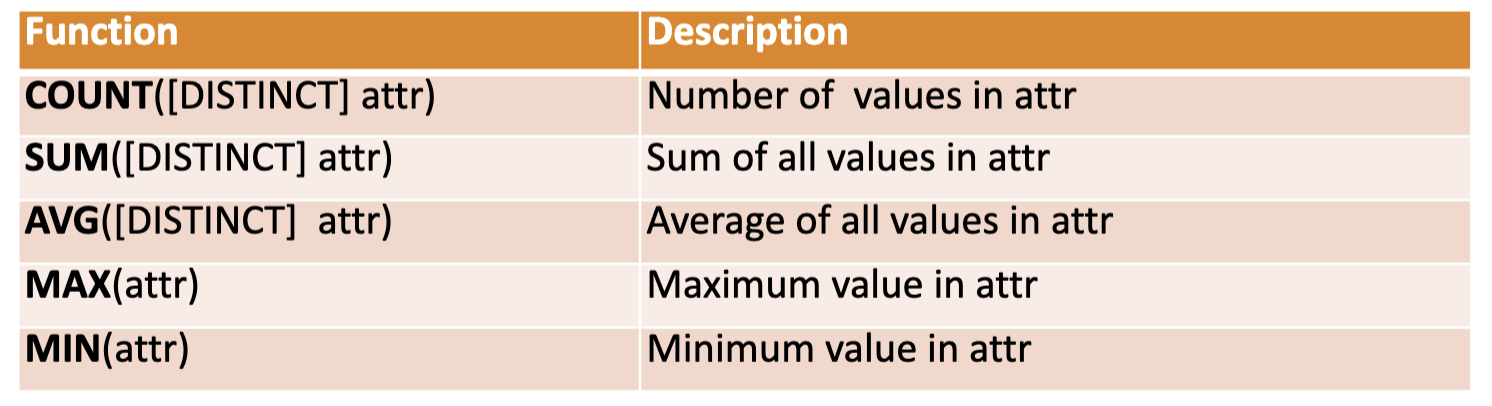 Function Description
COUNT([DISTINCT] attr) Number of  values in attr
SUM([DISTINCT] attr) Sum of all values in attr
AVG([DISTINCT]  attr) Average of all values in attr
MAX(attr) Maximum value in attr
MIN(attr) Minimum value in attr